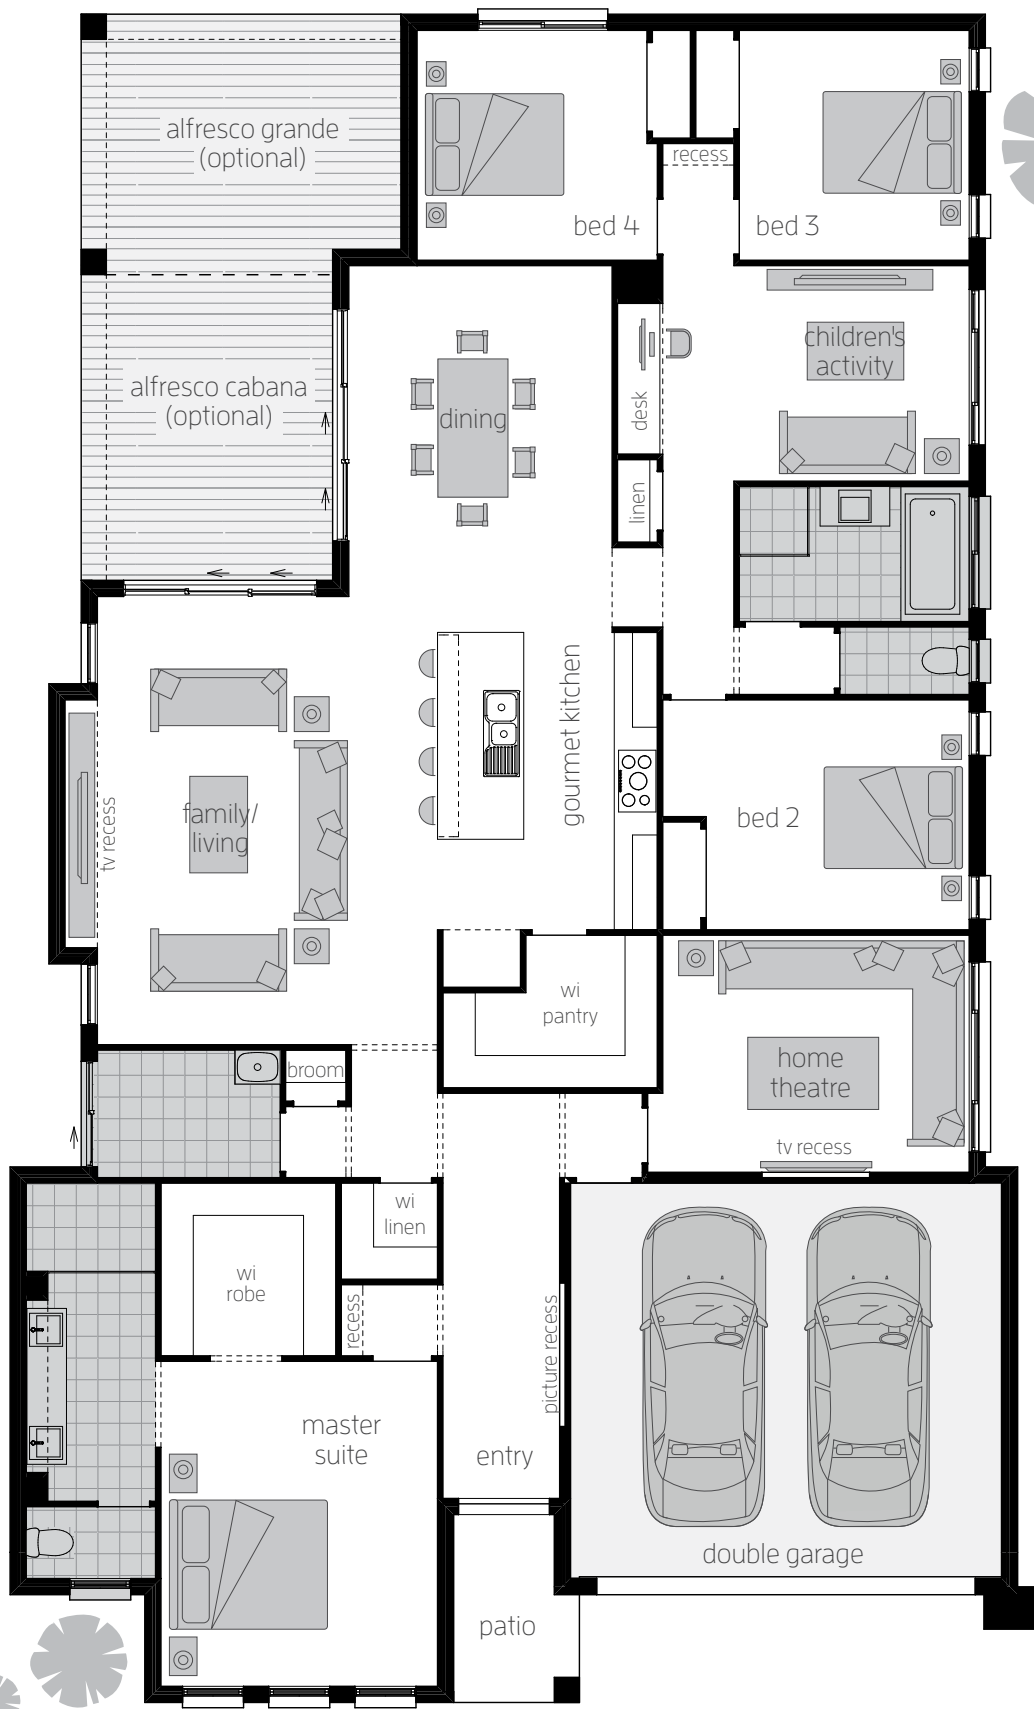 alfresco grande
(optional)
bed 4
recess
bed 3
alfresco cabana
(optional)
dining
desk
children's
activity
linen
gourmet kitchen
tv recess
family/
living
bed 2
wi
pantry
home
theatre
tv recess
broom
wi
linen
wi
robe
recess
picture recess
master
suite
entry
double garage
patio